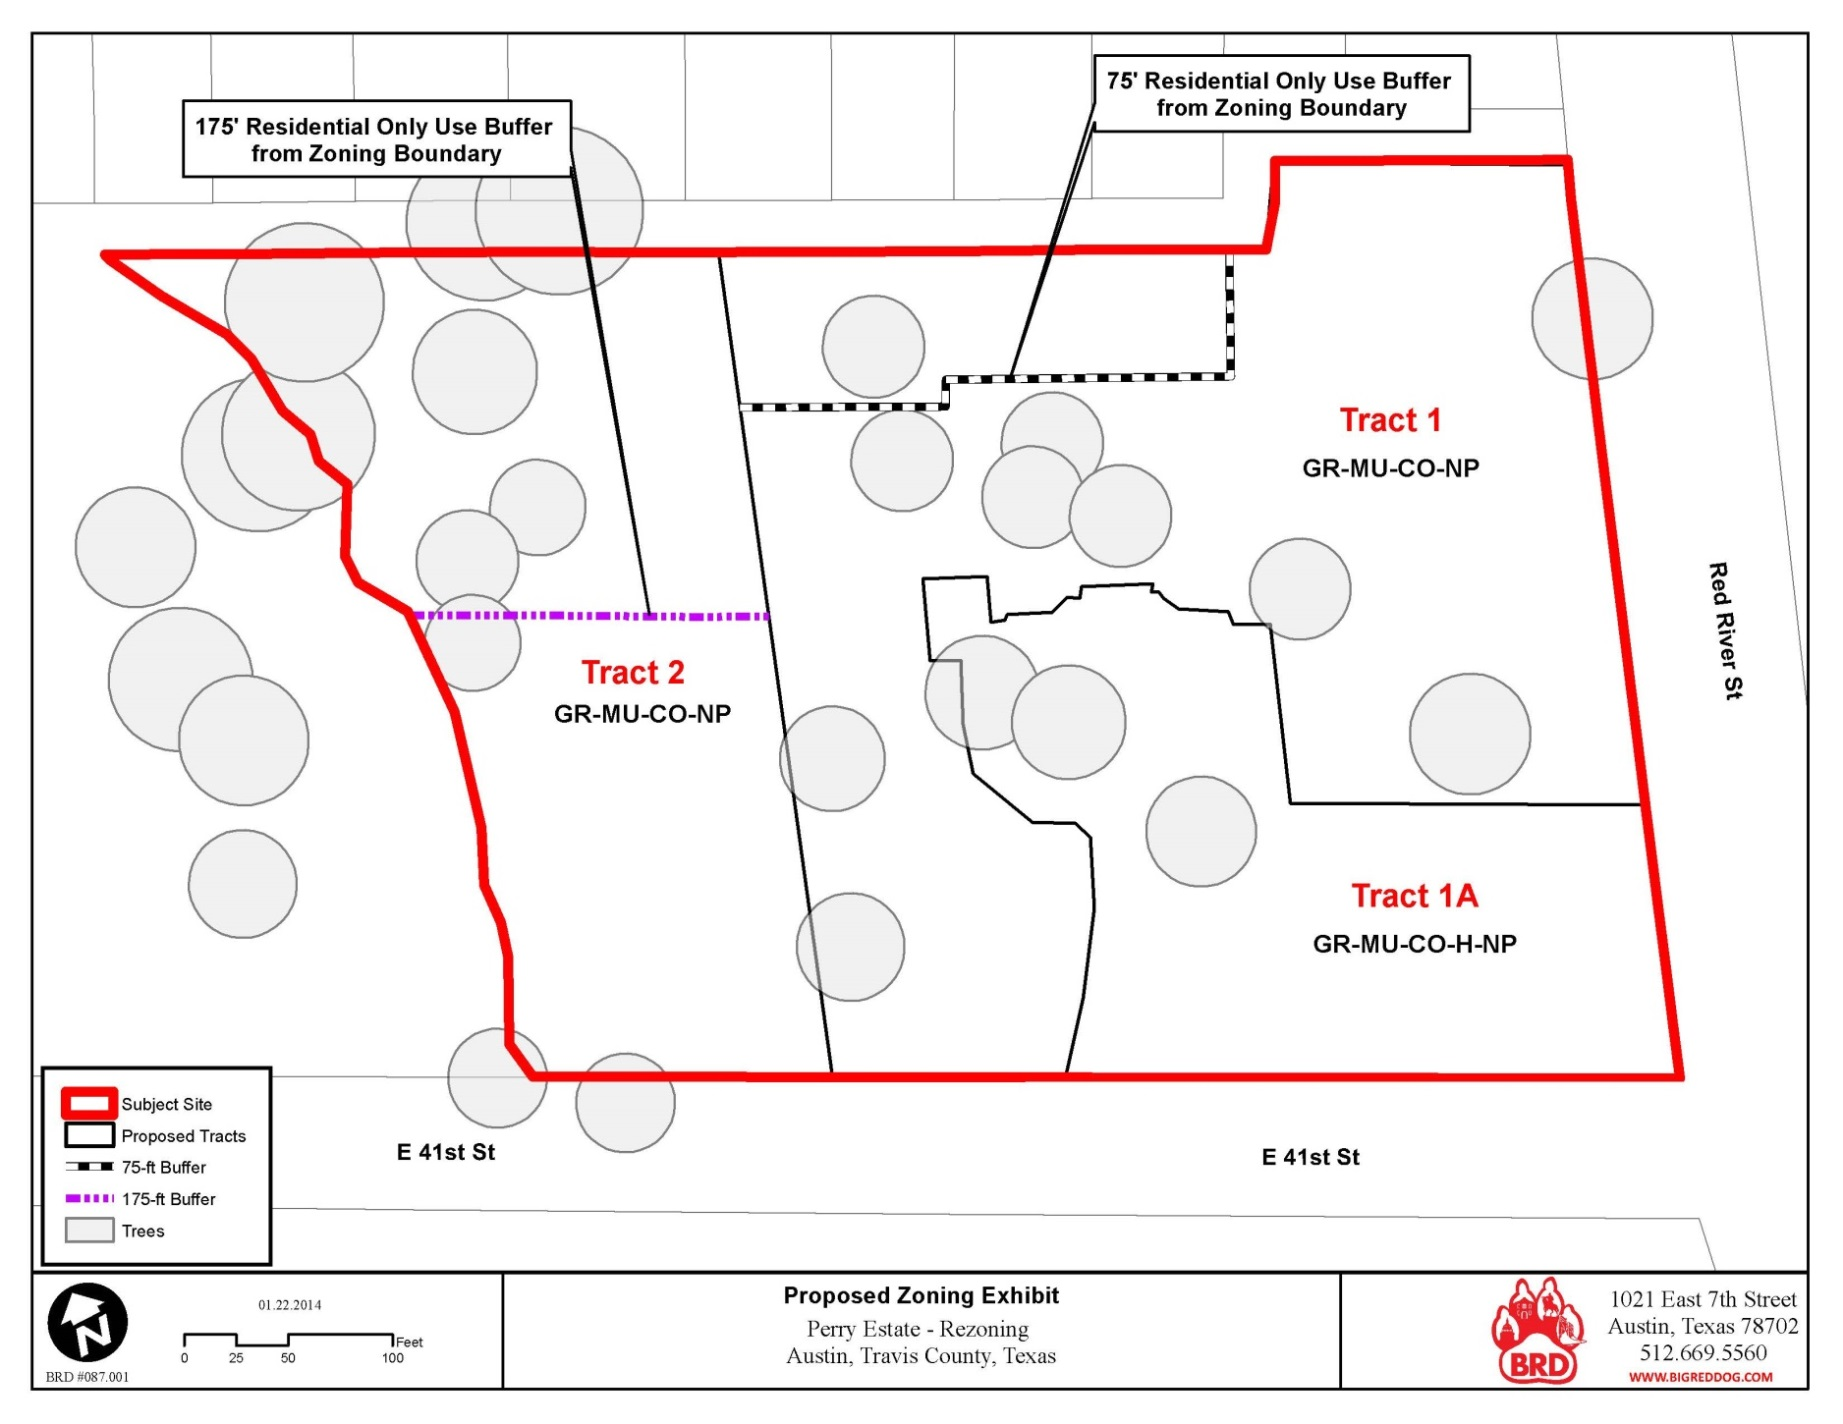 175' Residential Only Use Buffer
from Zoning Boundary
75' Residential Only Use Buffer
from Zoning Boundary
Tract 1
GR-MU-CO-NP
Red River St
Tract 2
GR-MU-CO-NP
Tract 1A
GR-MU-CO-H-NP
Subject Site
Proposed Tracts
75-ft Buffer
175-ft Buffer
Trees
E 41st St
E 41st St
N
BRD #087.001
01.22.2014
Feet
0 25 50 100
Proposed Zoning Exhibit
Perry Estate - Rezoning
Austin, Travis County, Texas
BRD
1021 East 7th Street
Austin, Texas 78702
512.669.5560
WWW.BIGREDDOG.COM